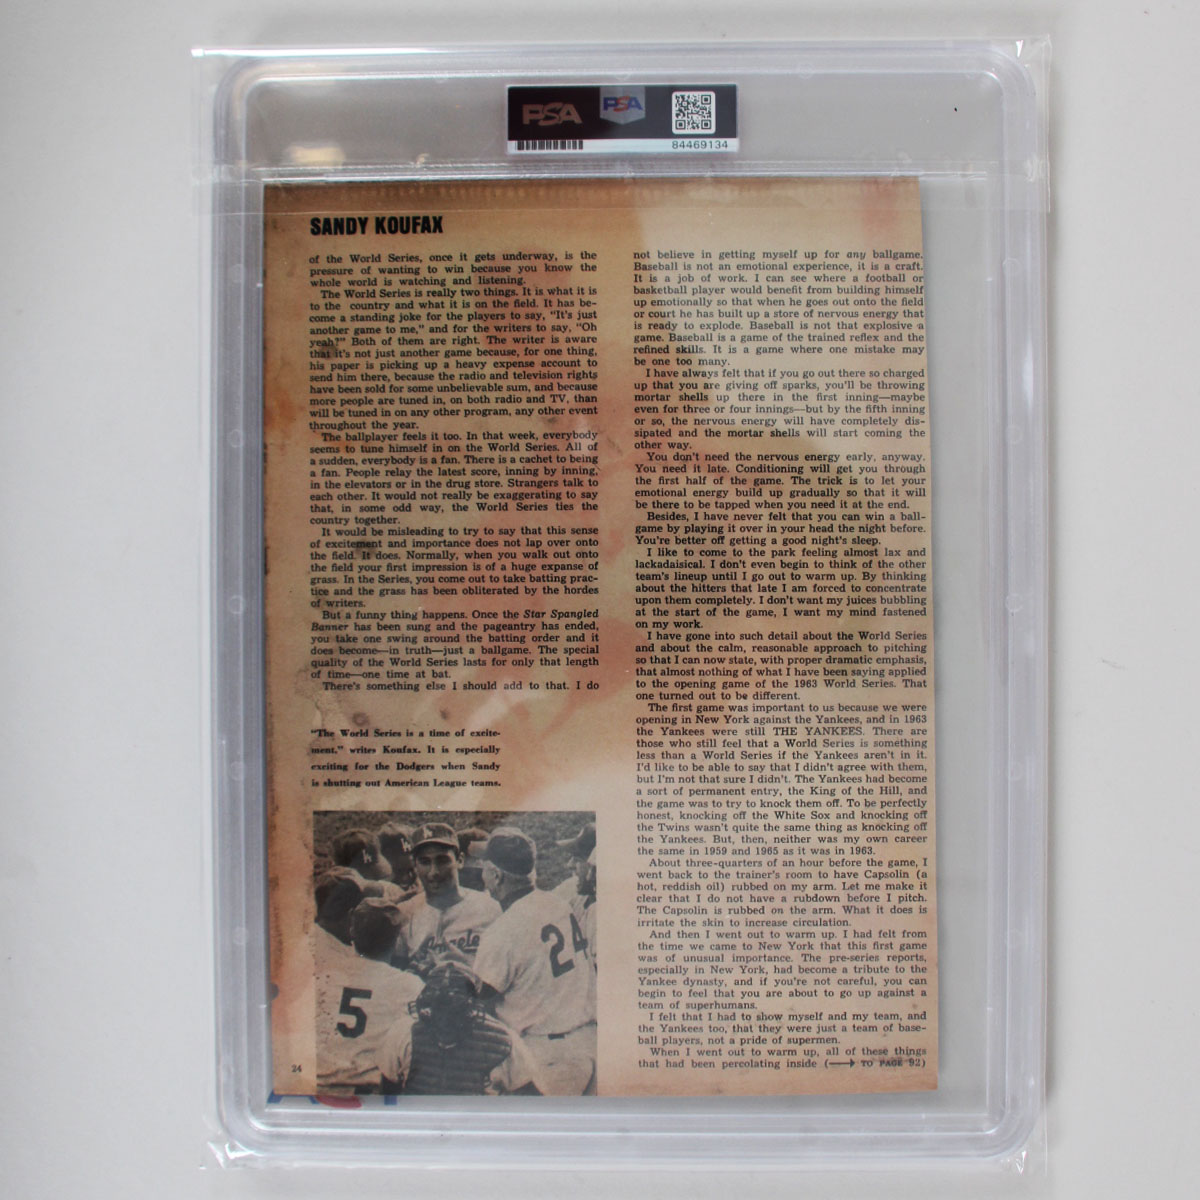 PSA
PSA
84469134
SANDY KOUFAX
of the World Series, once it gets underway, is the
pressure of wanting to win because you know the
whole world is watching and listening.
The World Series is really two things. It is what it is
to the country and what it is on the field. It has be-
come a standing joke for the players to say, "It's just
another game to me," and for the writers to say, "Oh
yeah?" Both of them are right. The writer is aware
that it's not just another game because, for one thing,
his paper is picking up a heavy expense account to
send him there, because the radio and television rights
have been sold for some unbelievable sum, and because
more people are tuned in, on both radio and TV, than
will be tuned in on any other program, any other event
throughout the year.
The ballplayer feels it too. In that week, everybody
seems to tune himself in on the World Series. All of
a sudden, everybody is a fan. There is a cachet to being
a fan. People relay the latest score, inning by inning,
in the elevators or in the drug store. Strangers talk to
each other. It would not really be exaggerating to say
that, in some odd way, the World Series ties the
country together.
It would be misleading to try to say that this sense
of excitement and importance does not lap over onto
the field. It does. Normally, when you walk out onto
the field your first impression is of a huge expanse of
grass. In the Series, you come out to take batting prac-
tice and the grass has been obliterated by the hordes
of writers.
But a funny thing happens. Once the Star Spangled
Banner has been sung and the pageantry has ended,
you take one swing around the batting order and it
does become—in truth—just a ballgame. The special
quality of the World Series lasts for only that length
of time—one time at bat.
There's something else I should add to that. I do
"The World Series is a time of excite-
ment," writes Koufax. It is especially
exciting for the Dodgers when Sandy
is shutting out American League teams.
LA
LA
LA
Angeles
24
5
24
not believe in getting myself up for any ballgame.
Baseball is not an emotional experience, it is a craft.
It is a job of work. I can see where a football or
basketball player would benefit from building himself
up emotionally so that when he goes out onto the field
or court he has built up a store of nervous energy that
is ready to explode. Baseball is not that explosive a
game. Baseball is a game of the trained reflex and the
refined skills. It is a game where one mistake may
be one too many.
I have always felt that if you go out there so charged
up that you are giving off sparks, you'll be throwing
mortar shells up there in the first inning—maybe
even for three or four innings—but by the fifth inning
or so, the nervous energy will have completely dis-
sipated and the mortar shells will start coming the
other way.
You don't need the nervous energy early, anyway.
You need it late. Conditioning will get you through
the first half of the game. The trick is to let your
emotional energy build up gradually so that it will
be there to be tapped when you need it at the end.
Besides, I have never felt that you can win a ball-
game by playing it over in your head the night before.
You're better off getting a good night's sleep.
I like to come to the park feeling almost lax and
lackadaisical. I don't even begin to think of the other
team's lineup until I go out to warm up. By thinking
about the hitters that late I am forced to concentrate
upon them completely. I don't want my juices bubbling
at the start of the game, I want my mind fastened
on my work.
I have gone into such detail about the World Series
and about the calm, reasonable approach to pitching
so that I can now state, with proper dramatic emphasis,
that almost nothing of what I have been saying applied
to the opening game of the 1963 World Series. That
one turned out to be different.
The first game was important to us because we were
opening in New York against the Yankees, and in 1963
the Yankees were still THE YANKEES. There are
those who still feel that a World Series is something
less than a World Series if the Yankees aren't in it.
I'd like to be able to say that I didn't agree with them,
but I'm not that sure I didn't. The Yankees had become
a sort of permanent entry, the King of the Hill, and
the game was to try to knock them off. To be perfectly
honest, knocking off the White Sox and knocking off
the Twins wasn't quite the same thing as knocking off
the Yankees. But, then, neither was my own career
the same in 1959 and 1965 as it was in 1963.
About three-quarters of an hour before the game, I
went back to the trainer's room to have Capsolin (a
hot, reddish oil) rubbed on my arm. Let me make it
clear that I do not have a rubdown before I pitch.
The Capsolin is rubbed on the arm. What it does is
irritate the skin to increase circulation.
And then I went out to warm up. I had felt from
the time we came to New York that this first game
was of unusual importance. The pre-series reports,
especially in New York, had become a tribute to the
Yankee dynasty, and if you're not careful, you can
begin to feel that you are about to go up against a
team of superhumans.
I felt that I had to show myself and my team, and
the Yankees too, that they were just a team of base-
ball players, not a pride of supermen.
When I went out to warm up, all of these things
that had been percolating inside (⟶ TO PAGE 92)